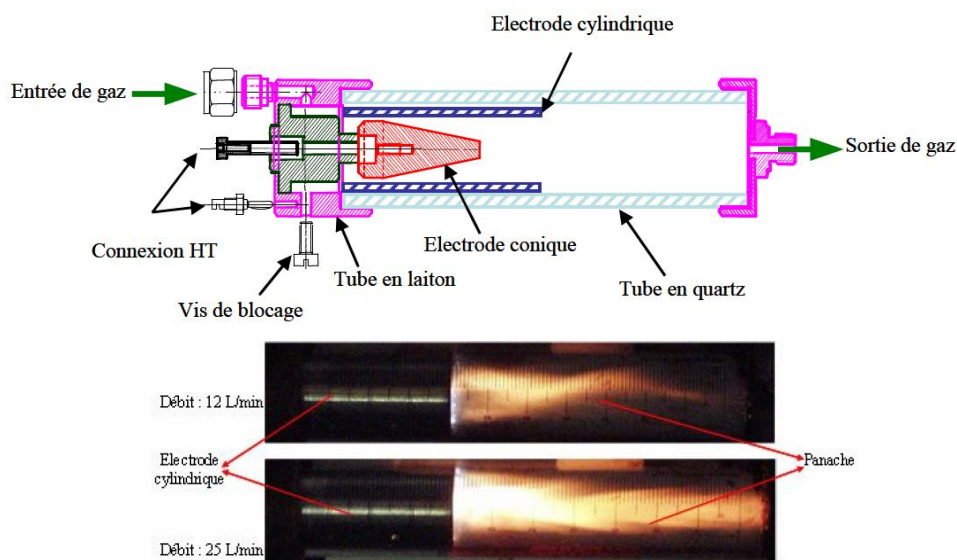 Electrode cylindrique
Entrée de gaz
Sortie de gaz
Connexion HT
Electrode conique
Tube en laiton
Tube en quartz
Vis de blocage
Débit : 12 L/min
Electrode
cylindrique
Panache
Débit : 25 L/min